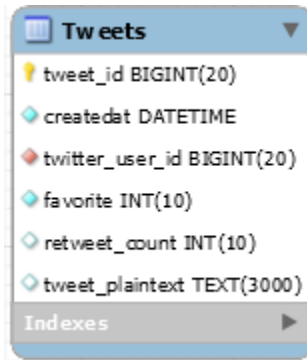 Tweets
tweet_id BIGINT(20)
createdat DATETIME
twitter_user_id BIGINT(20)
favorite INT(10)
retweet_count INT(10)
tweet_plaintext TEXT(3000)
Indexes